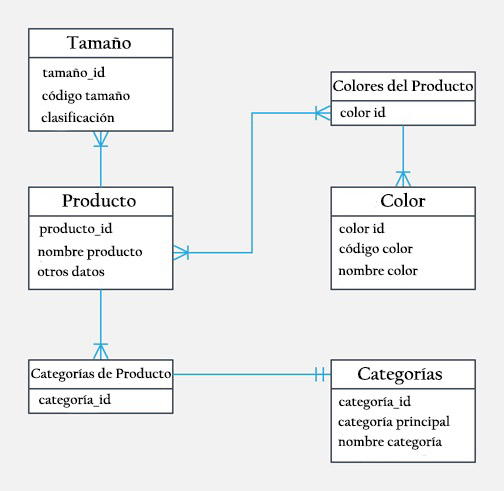 Tamaño
tamaño_id
código tamaño
clasificación
Colores del Producto
color id
Producto
producto_id
nombre producto
otros datos
Color
color id
código color
nombre color
Categorías de Producto
categoría_id
Categorías
categoría_id
categoría principal
nombre categoría